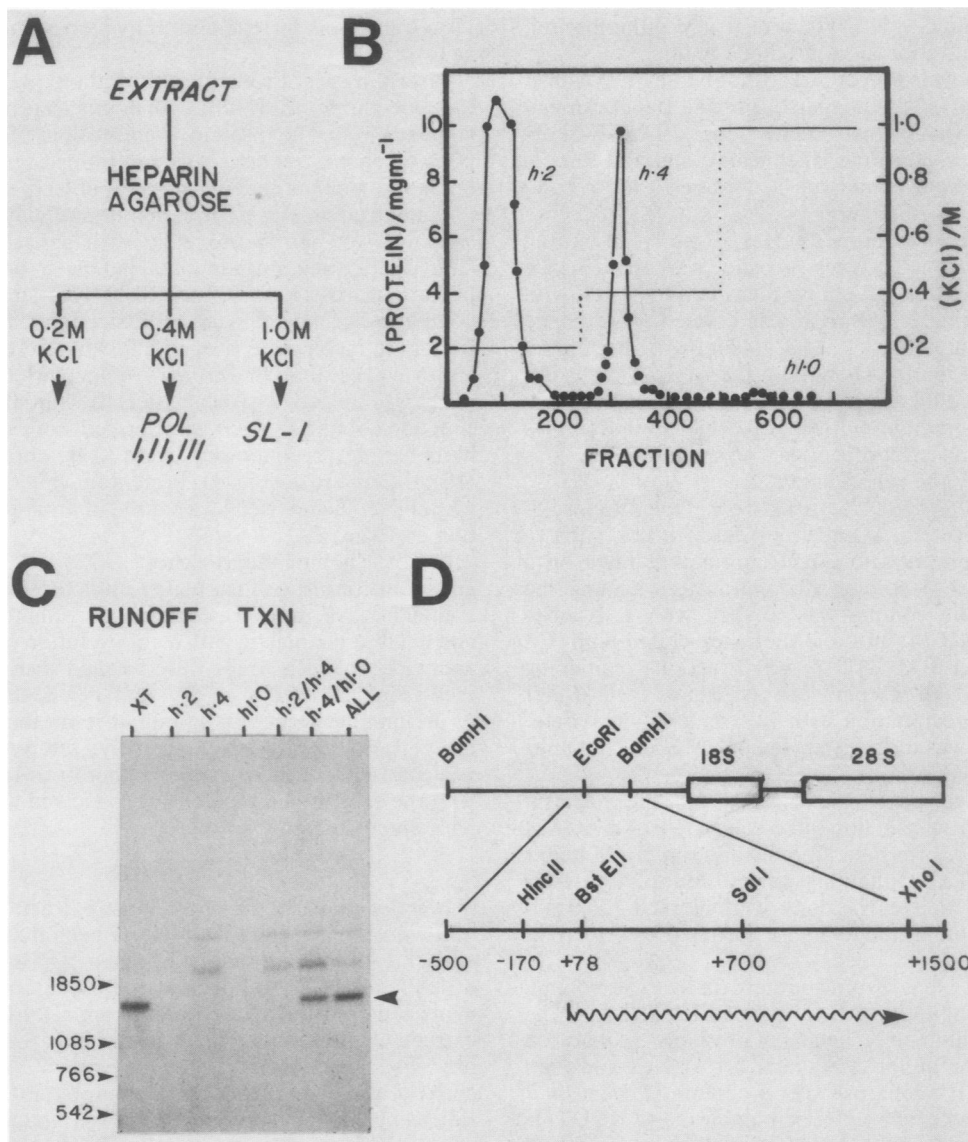 A
EXTRACT
HEPARIN
AGAROSE
0·2M
KCl
0·4M
KCl
1·0M
KCl
POL
I,II,III
SL-1
B
(PROTEIN)/mgml⁻¹
10
8
6
4
2
h·2
h·4
h1·0
1·0
0·8
0·6
0·4
0·2
(KCl)/M
200
400
600
FRACTION
C
RUNOFF TXN
XT
h·2
h·4
h1·0
h·2/h·4
h·4/h1·0
ALL
1850
1085
766
542
D
BamHI
EcoRI
BamHI
18S
28S
HincII
Bst EII
Sal I
Xho I
-500
-170
+78
+700
+1500